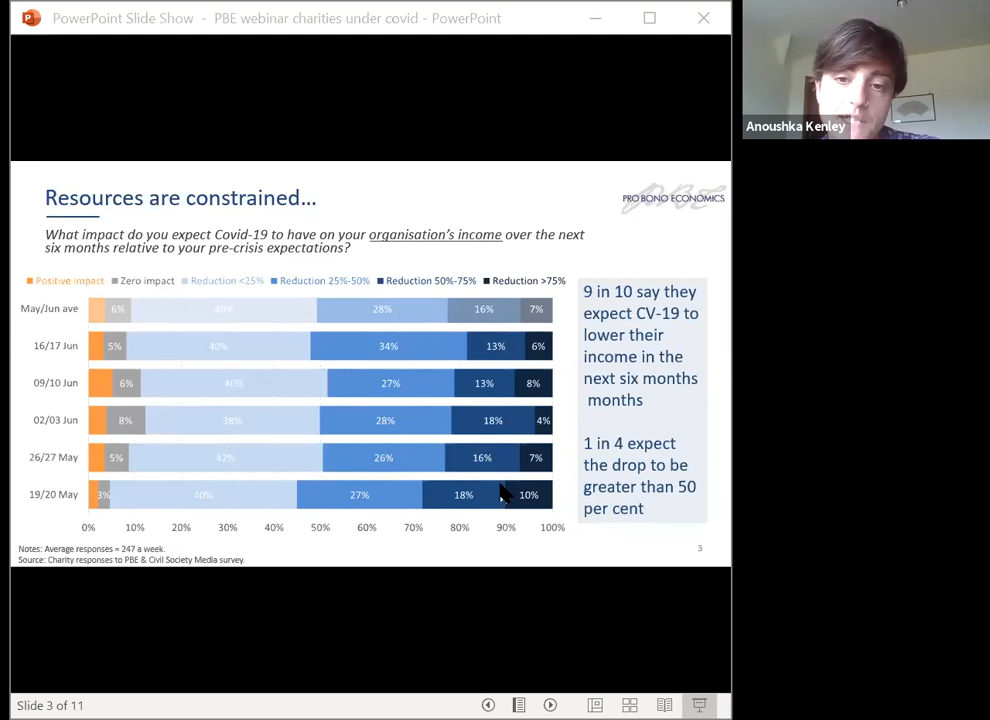 PowerPoint Slide Show - PBE webinar charities under covid - PowerPoint
Anoushka Kenley
Resources are constrained...
PRO BONO ECONOMICS
What impact do you expect Covid-19 to have on your organisation's income over the next
six months relative to your pre-crisis expectations?
Positive impact Zero impact Reduction <25% Reduction 25%-50% Reduction 50%-75% Reduction >75%
May/Jun ave 6% 40% 28% 16% 7%
16/17 Jun 5% 40% 34% 13% 6%
09/10 Jun 6% 40% 27% 13% 8%
02/03 Jun 8% 38% 28% 18% 4%
26/27 May 5% 42% 26% 16% 7%
19/20 May 3% 40% 27% 18% 10%
0% 10% 20% 30% 40% 50% 60% 70% 80% 90% 100%
9 in 10 say they
expect CV-19 to
lower their
income in the
next six months
months
1 in 4 expect
the drop to be
greater than 50
per cent
Notes: Average responses = 247 a week.
Source: Charity responses to PBE & Civil Society Media survey.
3
Slide 3 of 11